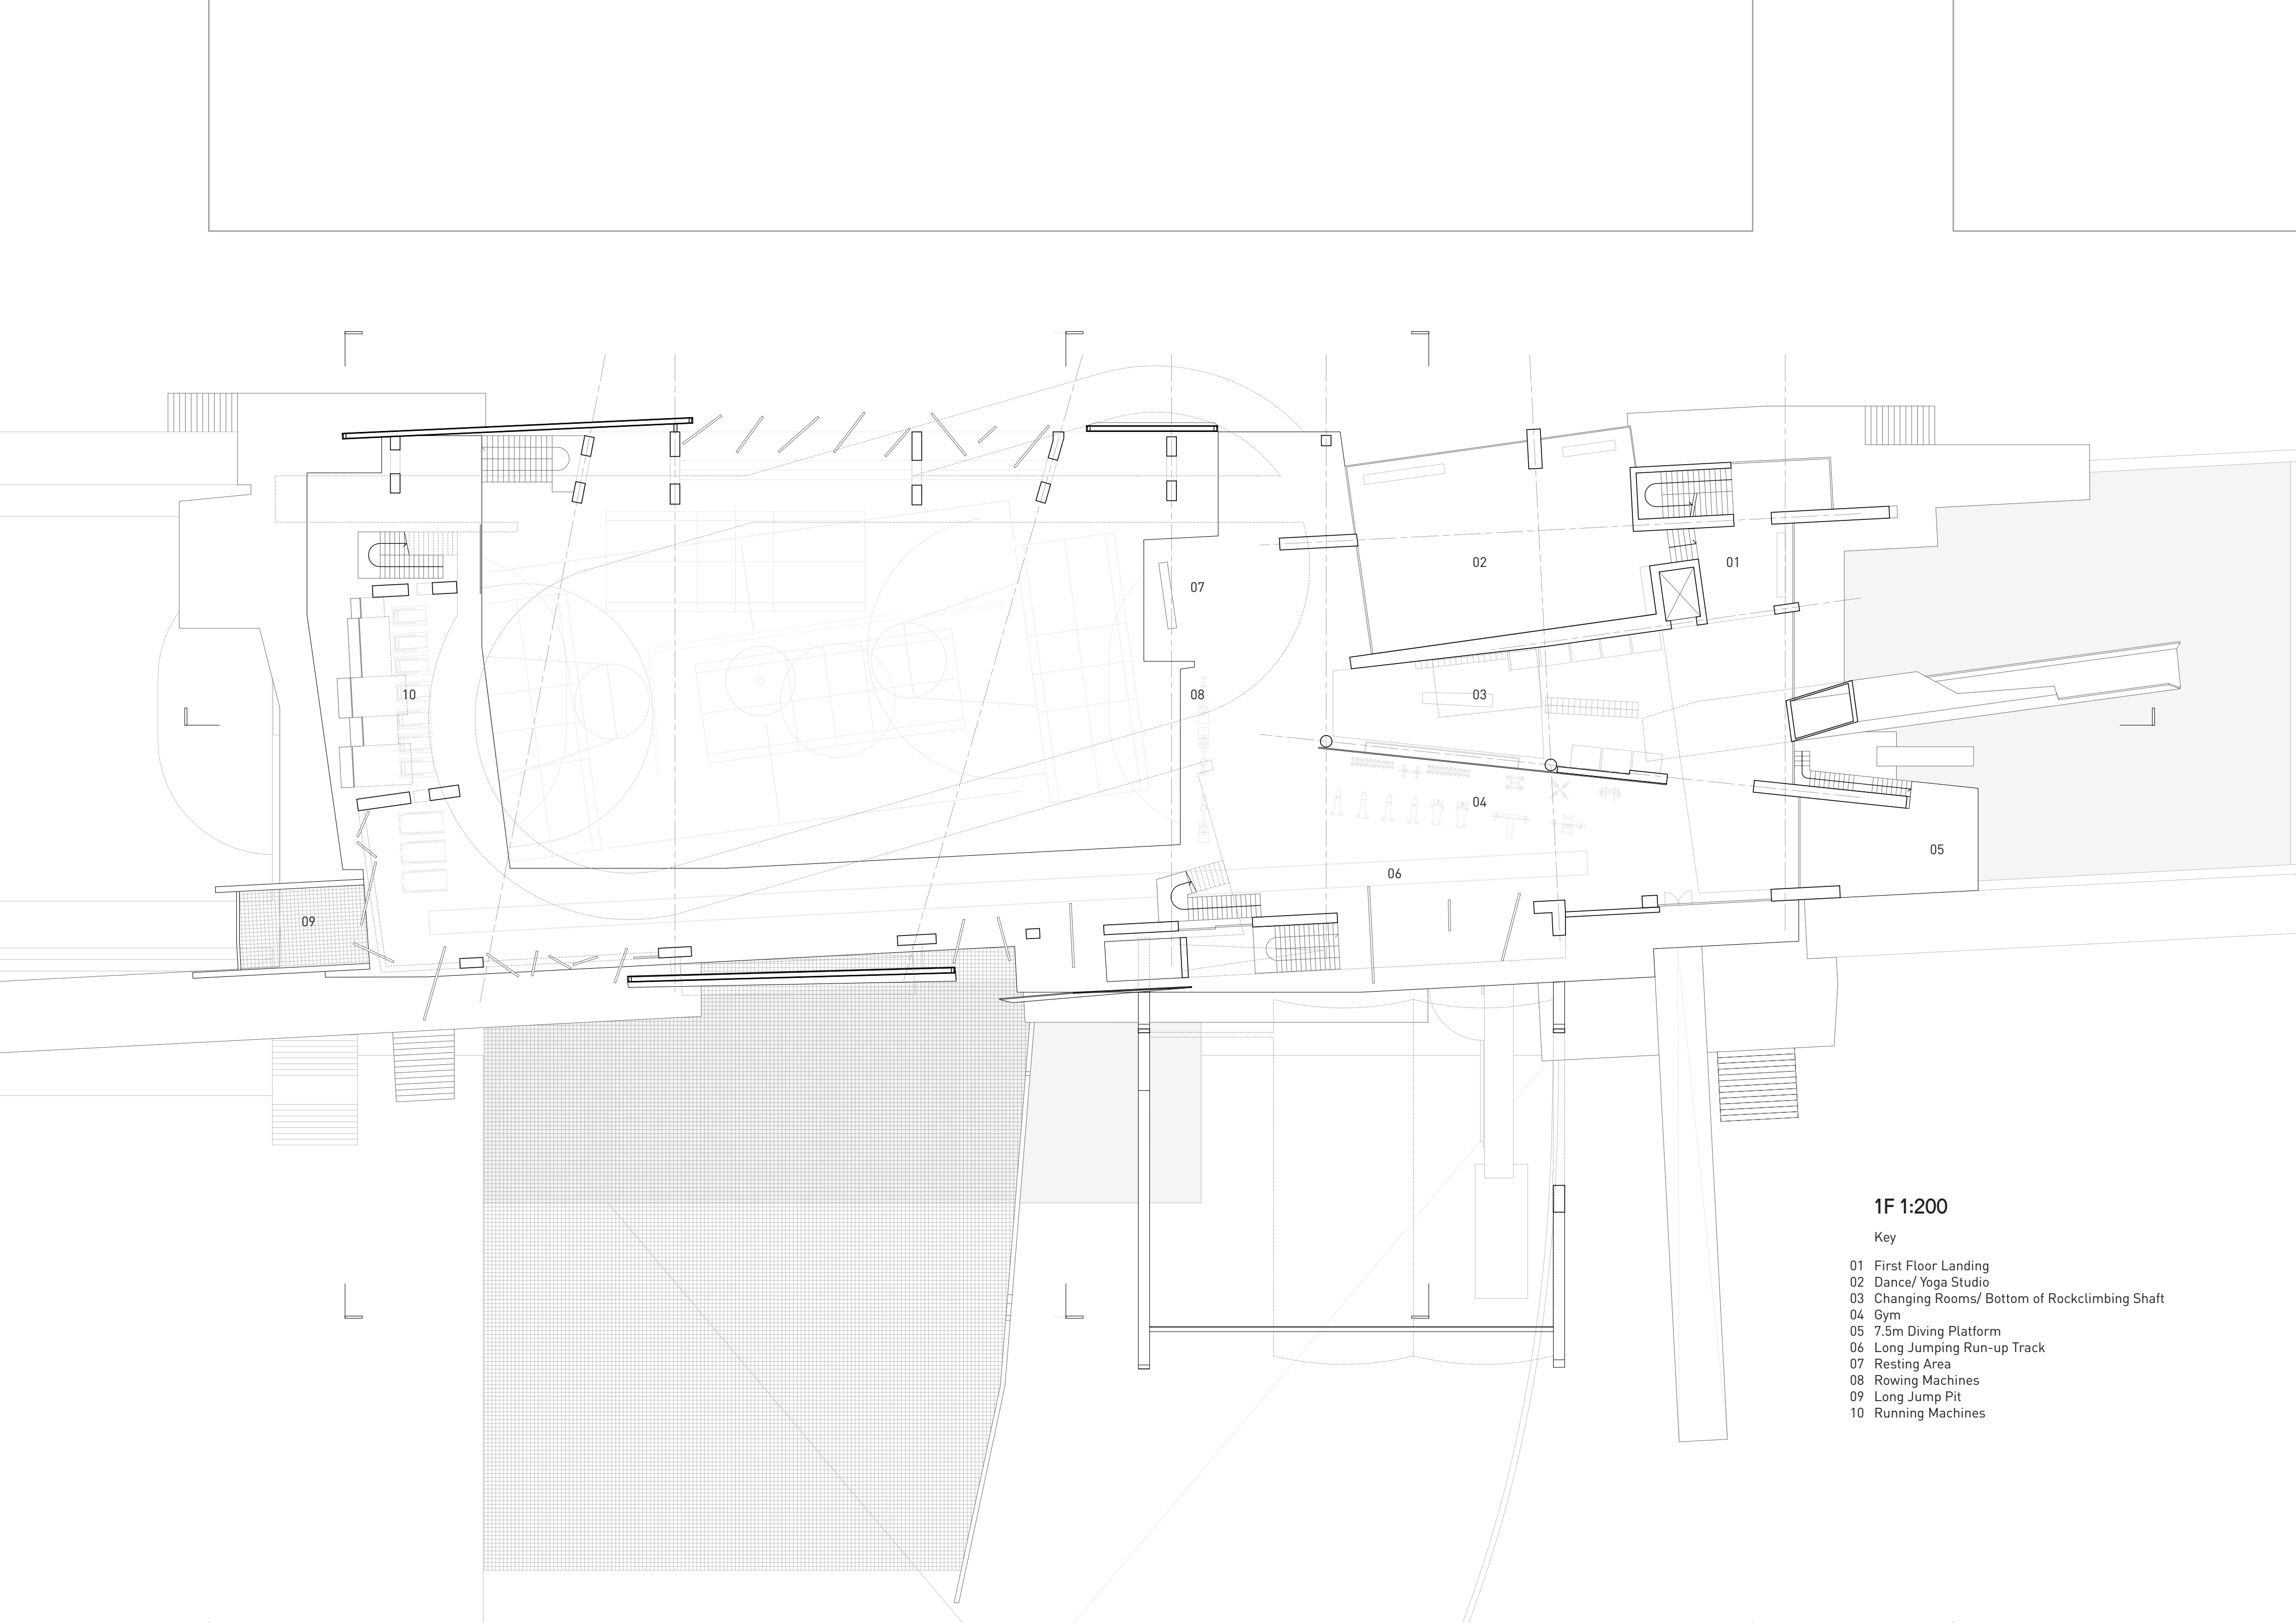 02
01
07
10
08
03
04
05
06
09
1F 1:200
Key
01 First Floor Landing
02 Dance/ Yoga Studio
03 Changing Rooms/ Bottom of Rockclimbing Shaft
04 Gym
05 7.5m Diving Platform
06 Long Jumping Run-up Track
07 Resting Area
08 Rowing Machines
09 Long Jump Pit
10 Running Machines